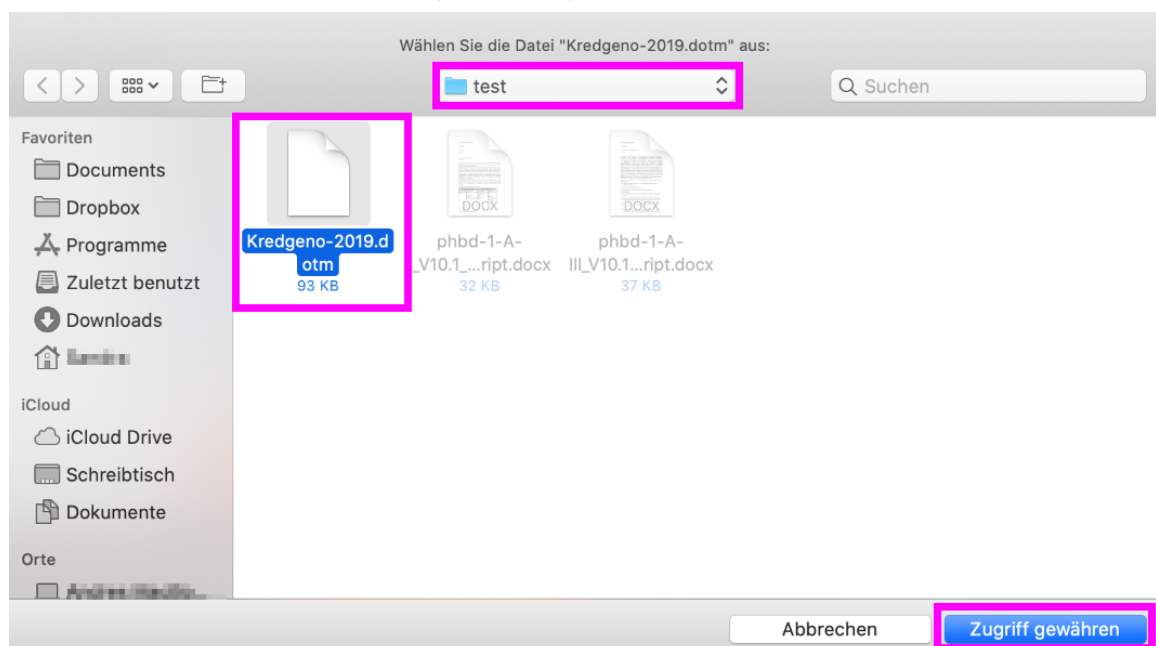 Wählen Sie die Datei "Kredgeno-2019.dotm" aus:
test
Suchen
Favoriten
Documents
Dropbox
Programme
Zuletzt benutzt
Downloads
iCloud
iCloud Drive
Schreibtisch
Dokumente
Orte
Kredgeno-2019.d
otm
93 KB
DOCX
phbd-1-A-
_V10.1_...ript.docx
32 KB
DOCX
phbd-1-A-
III_V10.1...ript.docx
37 KB
Abbrechen
Zugriff gewähren